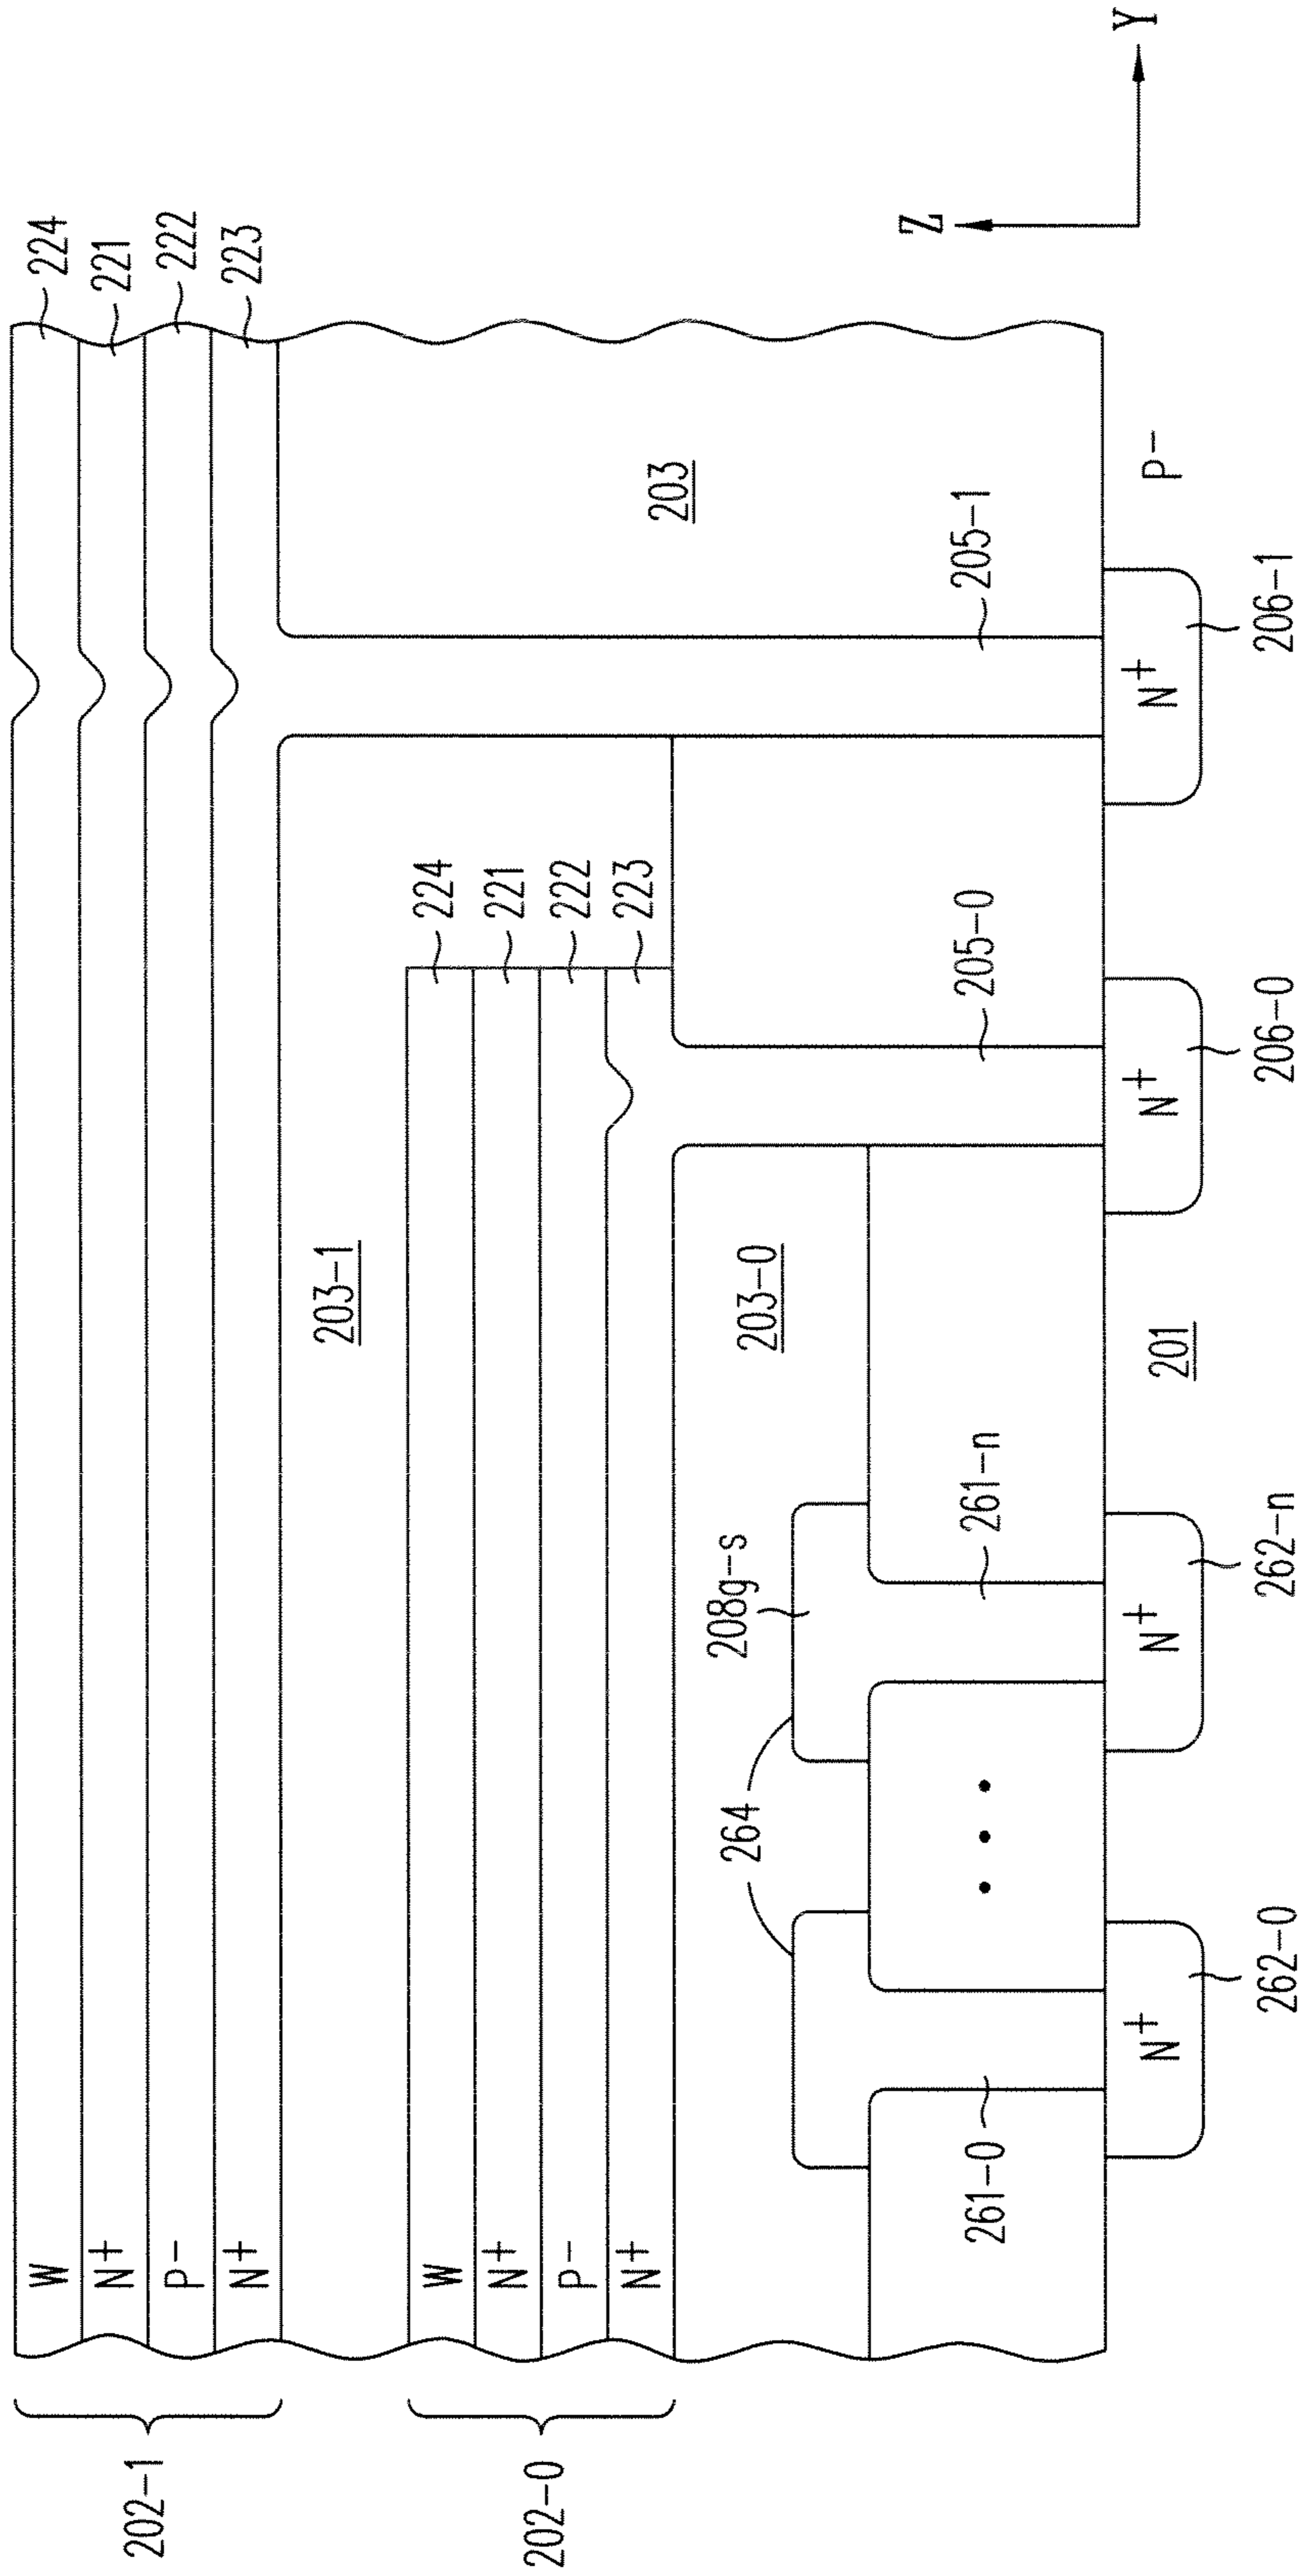 224
221
222
223
Y
Z
W
N+
P-
N+
202-1
203-1
203
224
221
222
223
W
N+
P-
N+
202-0
203-0
208g-s
264
205-1
205-0
261-n
261-0
P-
201
N+
N+
N+
N+
206-1
206-0
262-n
262-0